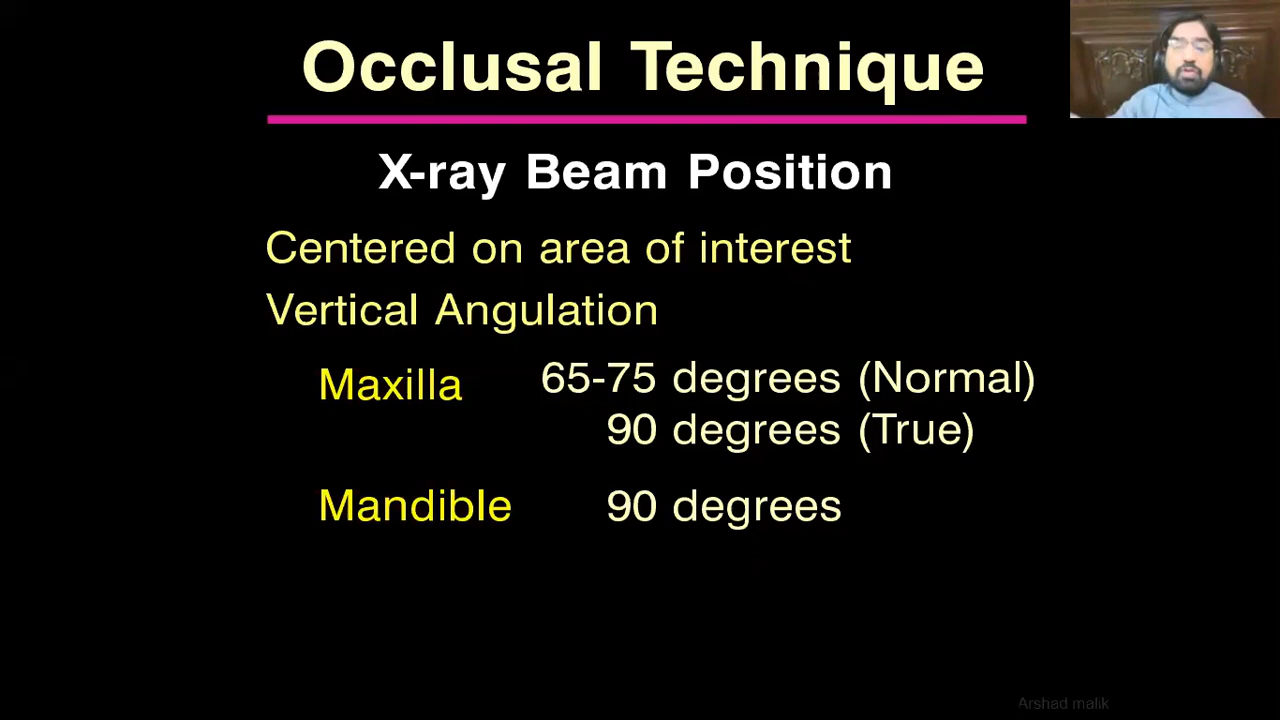 Occlusal Technique
X-ray Beam Position
Centered on area of interest
Vertical Angulation
Maxilla 65-75 degrees (Normal)
90 degrees (True)
Mandible 90 degrees
Arshad malik